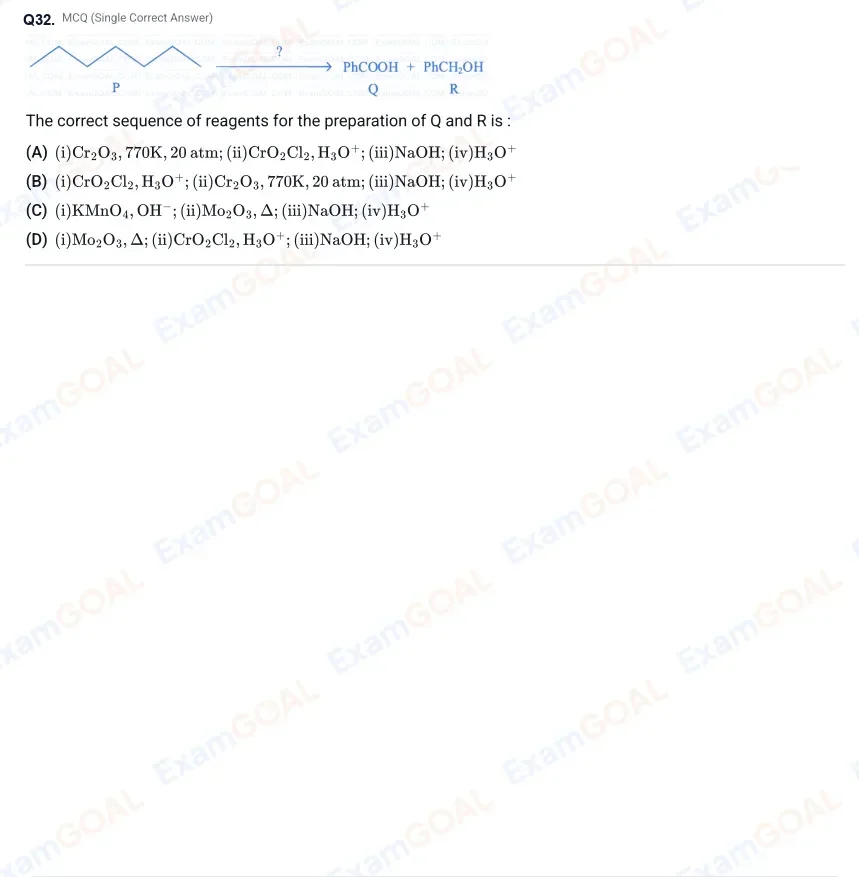 Q32. MCQ (Single Correct Answer)
?
PhCOOH + PhCH₂OH
P Q R
The correct sequence of reagents for the preparation of Q and R is :
(A) (i)Cr₂O₃, 770K, 20 atm; (ii)CrO₂Cl₂, H₃O⁺; (iii)NaOH; (iv)H₃O⁺
(B) (i)CrO₂Cl₂, H₃O⁺; (ii)Cr₂O₃, 770K, 20 atm; (iii)NaOH; (iv)H₃O⁺
(C) (i)KMnO₄, OH⁻; (ii)Mo₂O₃, Δ; (iii)NaOH; (iv)H₃O⁺
(D) (i)Mo₂O₃, Δ; (ii)CrO₂Cl₂, H₃O⁺; (iii)NaOH; (iv)H₃O⁺
ExamGOAL